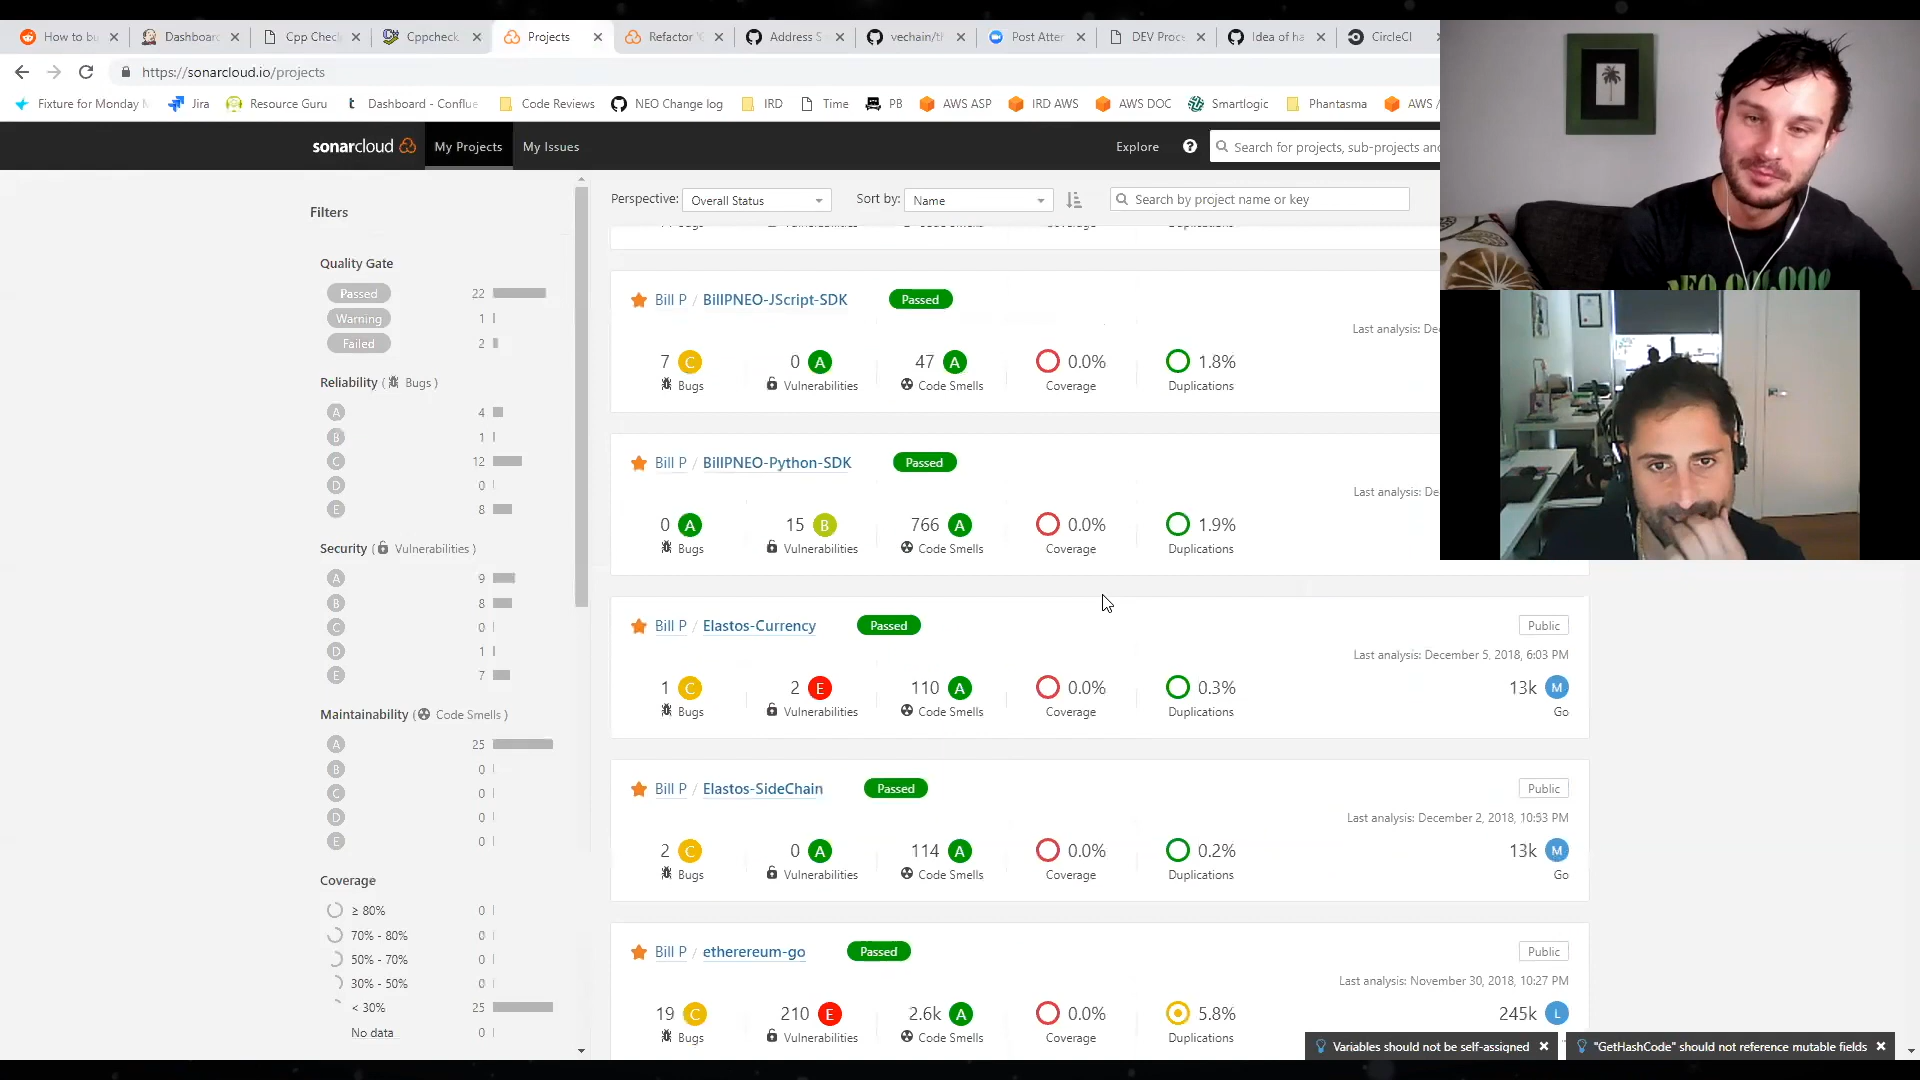 How to bu
Dashboard
Cpp Chec
Cppcheck
Projects
Refactor '
Address S
vechain/th
Post Atter
DEV Proce
Idea of ha
CircleCI
https://sonarcloud.io/projects
Fixture for Monday
Jira
Resource Guru
t Dashboard - Conflue
Code Reviews
NEO Change log
IRD
Time
PB
AWS ASP
IRD AWS
AWS DOC
Smartlogic
Phantasma
AWS /
sonarcloud
My Projects
My Issues
Explore
?
Search for projects, sub-projects and
Filters
Perspective: Overall Status
Sort by: Name
Search by project name or key
Quality Gate
Passed 22
Warning 1
Failed 2
Reliability ( Bugs )
A 4
B 1
C 12
D 0
E 8
Security ( Vulnerabilities )
A 9
B 8
C 0
D 1
E 7
Maintainability ( Code Smells )
A 25
B 0
C 0
D 0
E 0
Coverage
≥ 80% 0
70% - 80% 0
50% - 70% 0
30% - 50% 0
< 30% 25
No data 0
Bill P / BillPNEO-JScript-SDK Passed
Last analysis: De
7 C 0 A 47 A 0.0% 1.8%
Bugs Vulnerabilities Code Smells Coverage Duplications
Bill P / BillPNEO-Python-SDK Passed
Last analysis: De
0 A 15 B 766 A 0.0% 1.9%
Bugs Vulnerabilities Code Smells Coverage Duplications
Bill P / Elastos-Currency Passed Public
Last analysis: December 5, 2018, 6:03 PM
1 C 2 E 110 A 0.0% 0.3% 13k M
Bugs Vulnerabilities Code Smells Coverage Duplications Go
Bill P / Elastos-SideChain Passed Public
Last analysis: December 2, 2018, 10:53 PM
2 C 0 A 114 A 0.0% 0.2% 13k M
Bugs Vulnerabilities Code Smells Coverage Duplications Go
Bill P / etherereum-go Passed Public
Last analysis: November 30, 2018, 10:27 PM
19 C 210 E 2.6k A 0.0% 5.8% 245k L
Bugs Vulnerabilities Code Smells Coverage Duplications
Variables should not be self-assigned
"GetHashCode" should not reference mutable fields